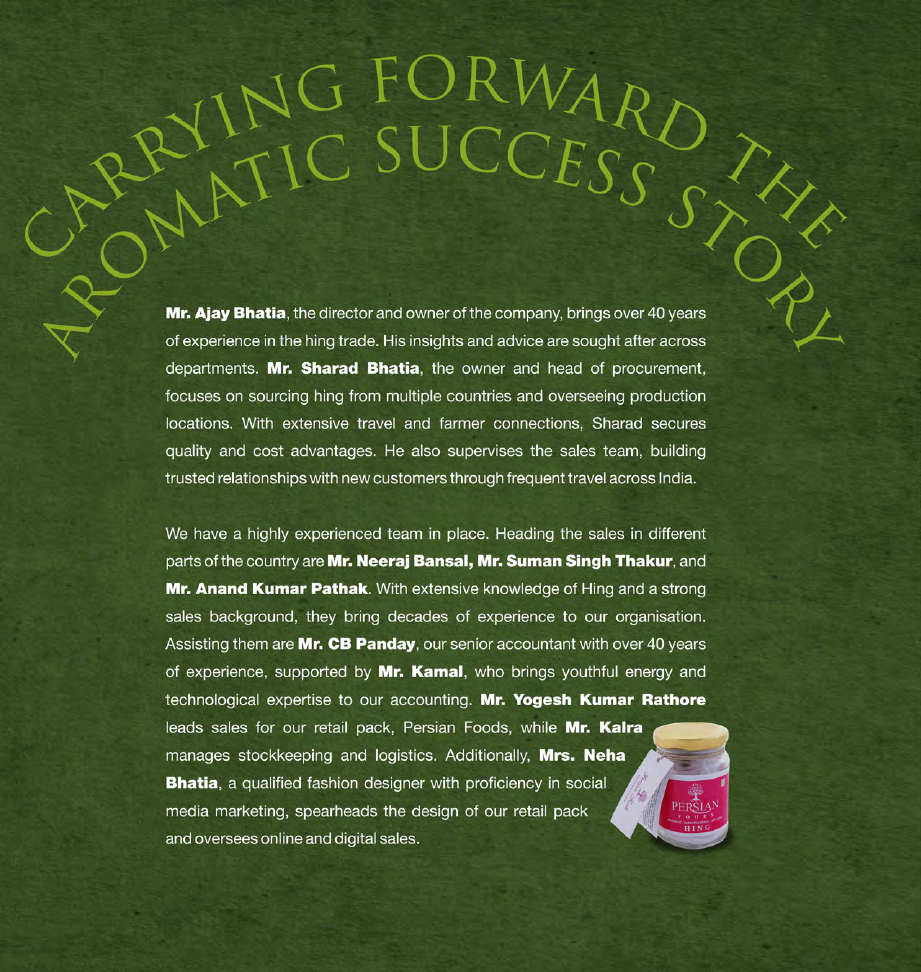 CARRYING FORWARD THE
AROMATIC SUCCESS STORY
Mr. Ajay Bhatia, the director and owner of the company, brings over 40 years
of experience in the hing trade. His insights and advice are sought after across
departments. Mr. Sharad Bhatia, the owner and head of procurement,
focuses on sourcing hing from multiple countries and overseeing production
locations. With extensive travel and farmer connections, Sharad secures
quality and cost advantages. He also supervises the sales team, building
trusted relationships with new customers through frequent travel across India.
We have a highly experienced team in place. Heading the sales in different
parts of the country are Mr. Neeraj Bansal, Mr. Suman Singh Thakur, and
Mr. Anand Kumar Pathak. With extensive knowledge of Hing and a strong
sales background, they bring decades of experience to our organisation.
Assisting them are Mr. CB Panday, our senior accountant with over 40 years
of experience, supported by Mr. Kamal, who brings youthful energy and
technological expertise to our accounting. Mr. Yogesh Kumar Rathore
leads sales for our retail pack, Persian Foods, while Mr. Kalra
manages stockkeeping and logistics. Additionally, Mrs. Neha
Bhatia, a qualified fashion designer with proficiency in social
media marketing, spearheads the design of our retail pack
and oversees online and digital sales.
PERSIAN
FOODS
HING